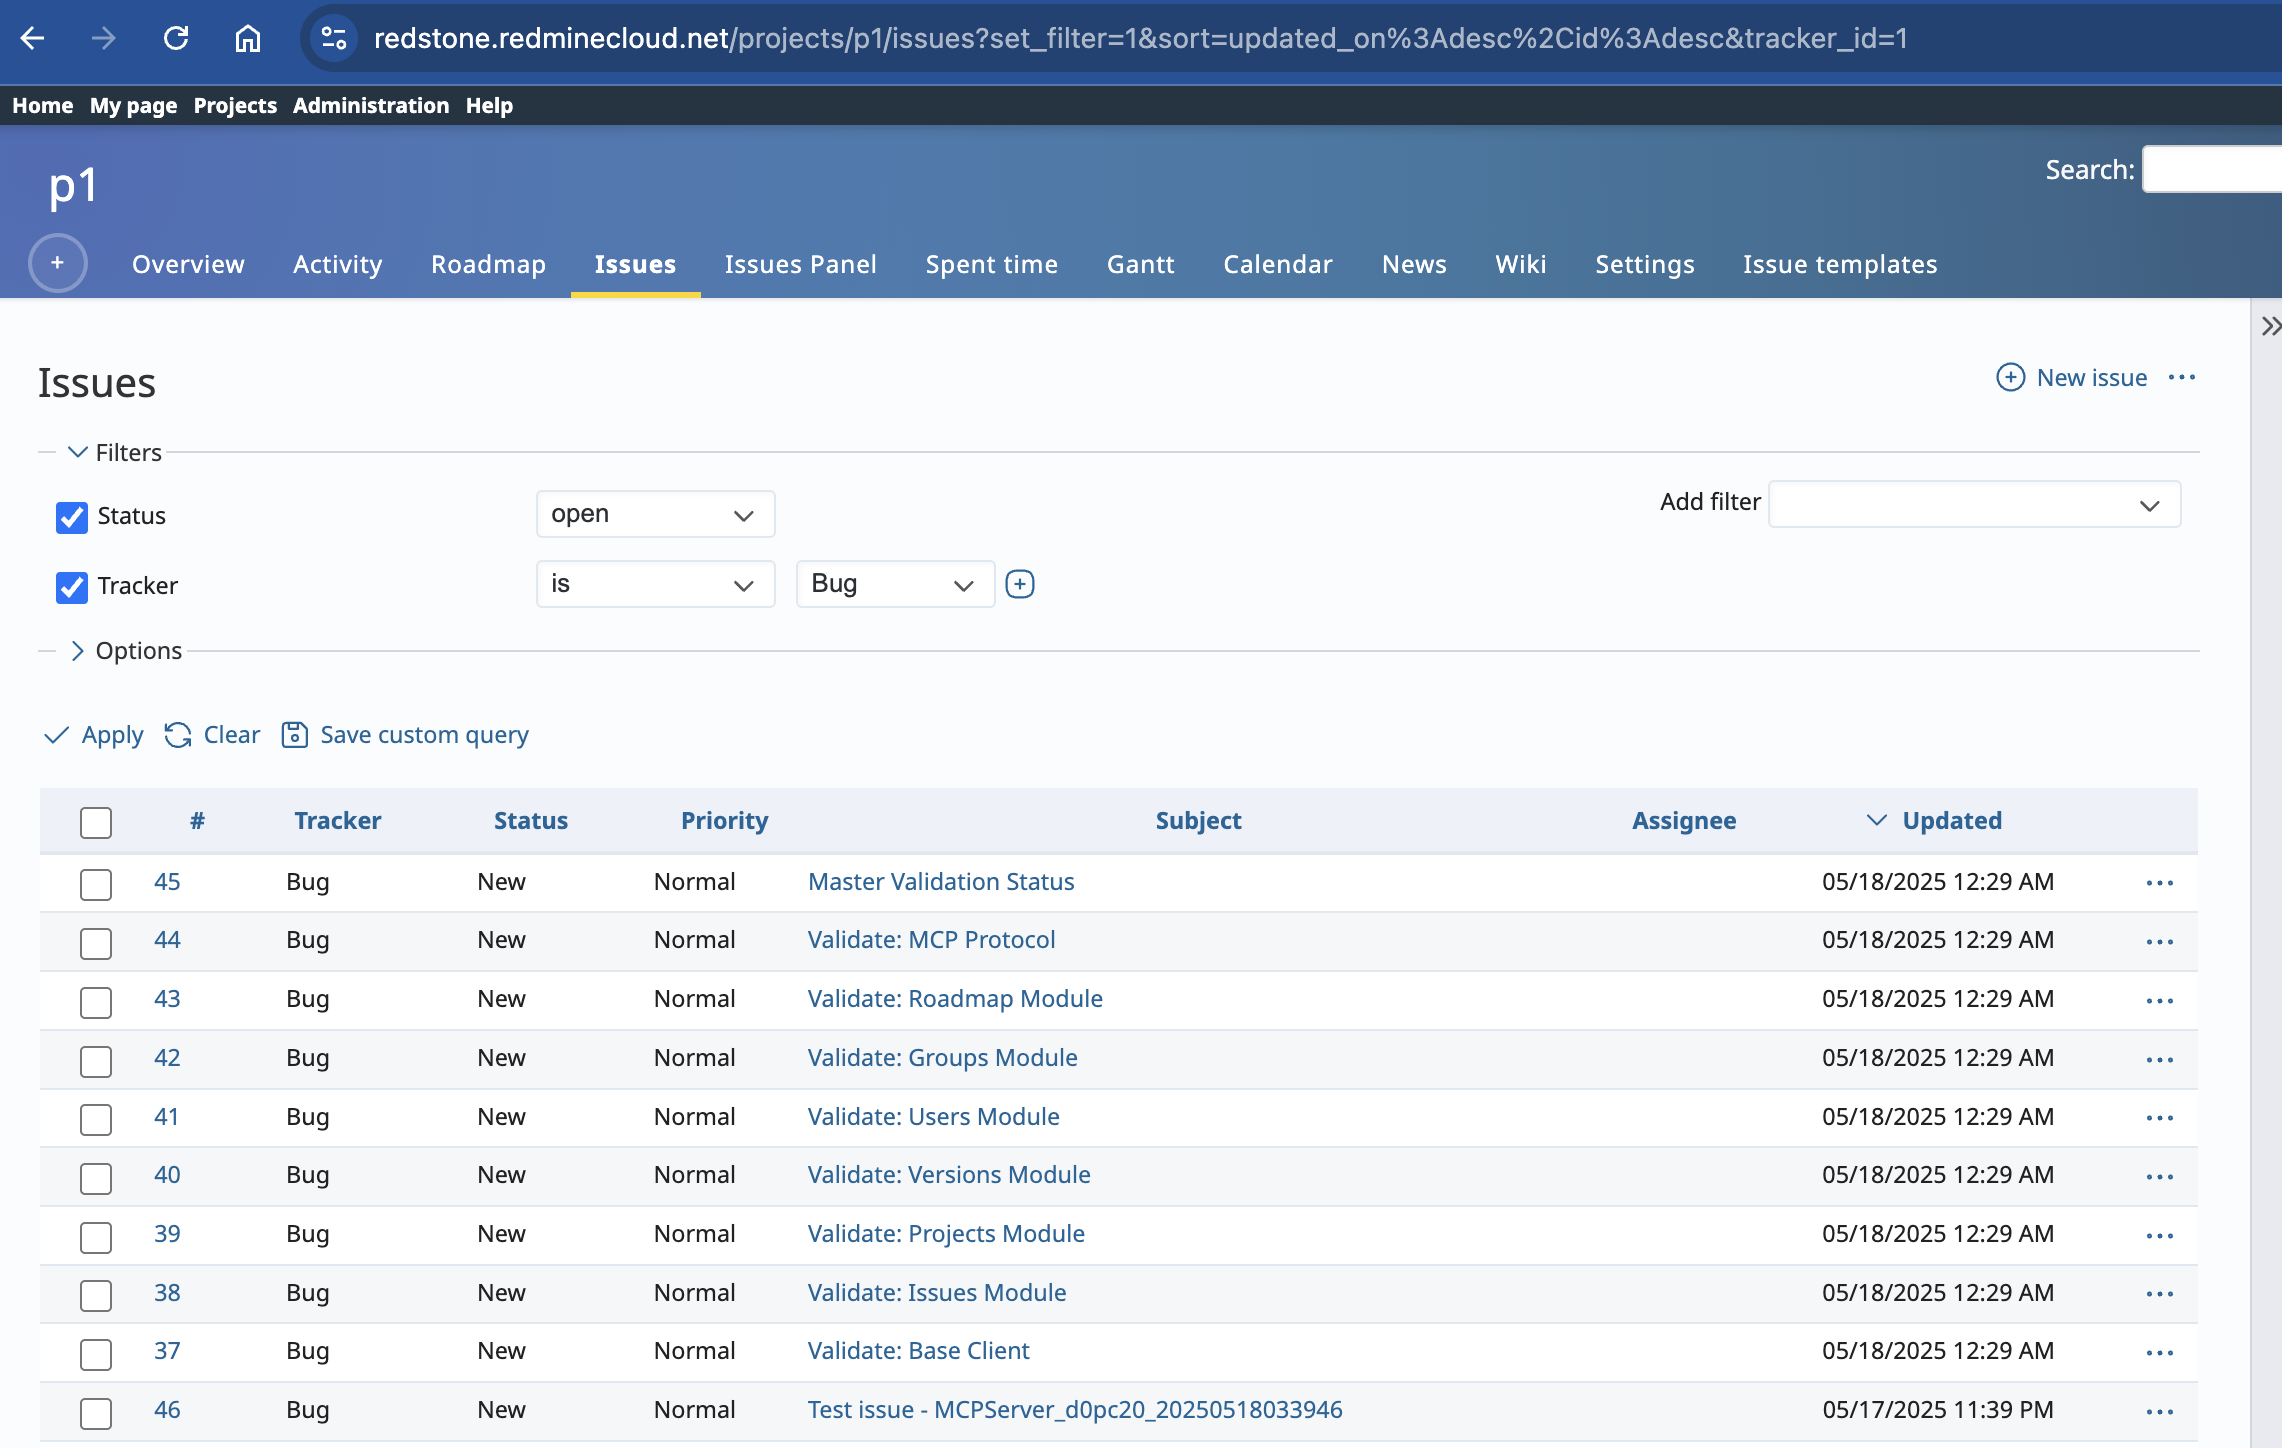 redstone.redminecloud.net/projects/p1/issues?set_filter=1&sort=updated_on%3Adesc%2Cid%3Adesc&tracker_id=1
Home My page Projects Administration Help
p1
Search:
+ Overview Activity Roadmap Issues Issues Panel Spent time Gantt Calendar News Wiki Settings Issue templates
Issues
New issue
Filters
Status open
Add filter
Tracker is Bug
Options
Apply Clear Save custom query
# Tracker Status Priority Subject Assignee Updated
45 Bug New Normal Master Validation Status 05/18/2025 12:29 AM
44 Bug New Normal Validate: MCP Protocol 05/18/2025 12:29 AM
43 Bug New Normal Validate: Roadmap Module 05/18/2025 12:29 AM
42 Bug New Normal Validate: Groups Module 05/18/2025 12:29 AM
41 Bug New Normal Validate: Users Module 05/18/2025 12:29 AM
40 Bug New Normal Validate: Versions Module 05/18/2025 12:29 AM
39 Bug New Normal Validate: Projects Module 05/18/2025 12:29 AM
38 Bug New Normal Validate: Issues Module 05/18/2025 12:29 AM
37 Bug New Normal Validate: Base Client 05/18/2025 12:29 AM
46 Bug New Normal Test issue - MCPServer_d0pc20_20250518033946 05/17/2025 11:39 PM